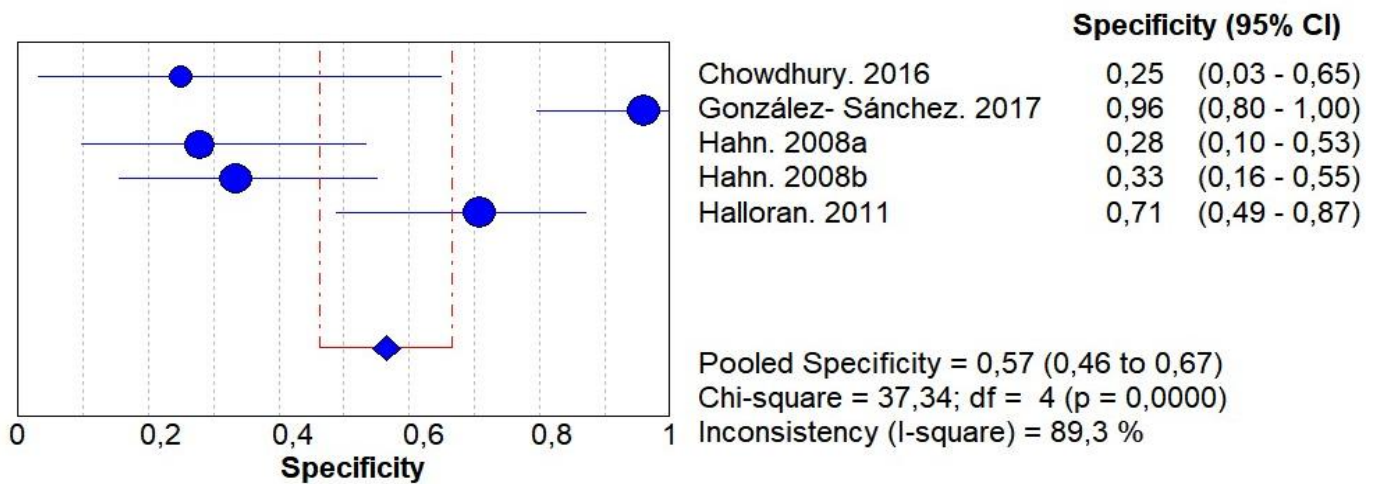 Specificity (95% CI)
Chowdhury. 2016 0,25 (0,03 - 0,65)
González- Sánchez. 2017 0,96 (0,80 - 1,00)
Hahn. 2008a 0,28 (0,10 - 0,53)
Hahn. 2008b 0,33 (0,16 - 0,55)
Halloran. 2011 0,71 (0,49 - 0,87)
Pooled Specificity = 0,57 (0,46 to 0,67)
Chi-square = 37,34; df = 4 (p = 0,0000)
Inconsistency (I-square) = 89,3 %
0 0,2 0,4 0,6 0,8 1
Specificity